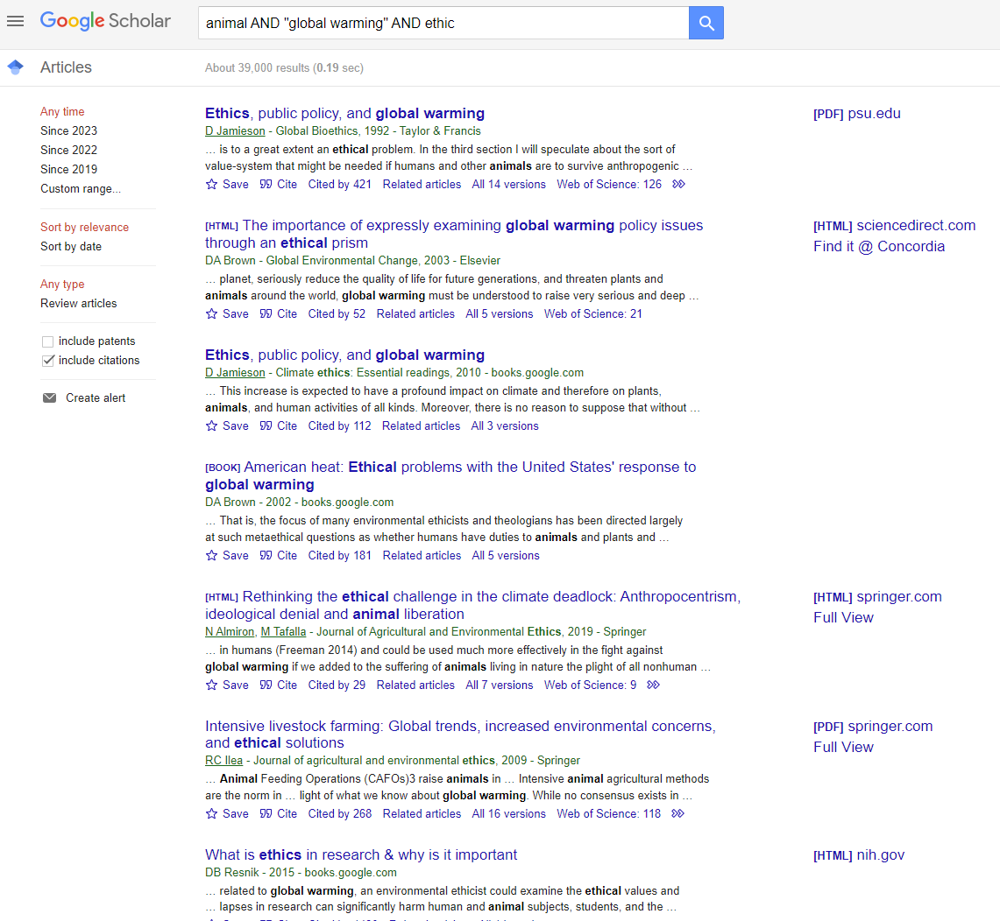 Google Scholar
animal AND "global warming" AND ethic
Articles
About 39,000 results (0.19 sec)
Any time
Since 2023
Since 2022
Since 2019
Custom range...
Sort by relevance
Sort by date
Any type
Review articles
include patents
include citations
Create alert
Ethics, public policy, and global warming
[PDF] psu.edu
D Jamieson - Global Bioethics, 1992 - Taylor & Francis
... is to a great extent an ethical problem. In the third section I will speculate about the sort of
value-system that might be needed if humans and other animals are to survive anthropogenic ...
Save Cite Cited by 421 Related articles All 14 versions Web of Science: 126
[HTML] The importance of expressly examining global warming policy issues
through an ethical prism
[HTML] sciencedirect.com
Find it @ Concordia
DA Brown - Global Environmental Change, 2003 - Elsevier
... planet, seriously reduce the quality of life for future generations, and threaten plants and
animals around the world, global warming must be understood to raise very serious and deep ...
Save Cite Cited by 52 Related articles All 5 versions Web of Science: 21
Ethics, public policy, and global warming
D Jamieson - Climate ethics: Essential readings, 2010 - books.google.com
... This increase is expected to have a profound impact on climate and therefore on plants,
animals, and human activities of all kinds. Moreover, there is no reason to suppose that without ...
Save Cite Cited by 112 Related articles All 3 versions
[BOOK] American heat: Ethical problems with the United States' response to
global warming
DA Brown - 2002 - books.google.com
... That is, the focus of many environmental ethicists and theologians has been directed largely
at such metaethical questions as whether humans have duties to animals and plants and ...
Save Cite Cited by 181 Related articles All 5 versions
[HTML] Rethinking the ethical challenge in the climate deadlock: Anthropocentrism,
ideological denial and animal liberation
[HTML] springer.com
Full View
N Almiron, M Tafalla - Journal of Agricultural and Environmental Ethics, 2019 - Springer
... in humans (Freeman 2014) and could be used much more effectively in the fight against
global warming if we added to the suffering of animals living in nature the plight of all nonhuman ...
Save Cite Cited by 29 Related articles All 7 versions Web of Science: 9
Intensive livestock farming: Global trends, increased environmental concerns,
and ethical solutions
[PDF] springer.com
Full View
RC Ilea - Journal of agricultural and environmental ethics, 2009 - Springer
... Animal Feeding Operations (CAFOs)3 raise animals in ... Intensive animal agricultural methods
are the norm in ... light of what we know about global warming. While no consensus exists in ...
Save Cite Cited by 268 Related articles All 16 versions Web of Science: 118
What is ethics in research & why is it important
[HTML] nih.gov
DB Resnik - 2015 - books.google.com
... related to global warming, an environmental ethicist could examine the ethical values and
... lapses in research can significantly harm human and animal subjects, students, and the ...